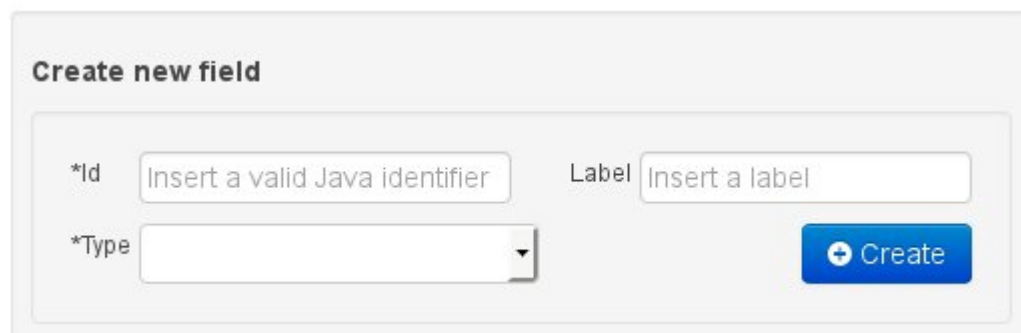 Create new field
*Id Insert a valid Java identifier Label Insert a label
*Type Create